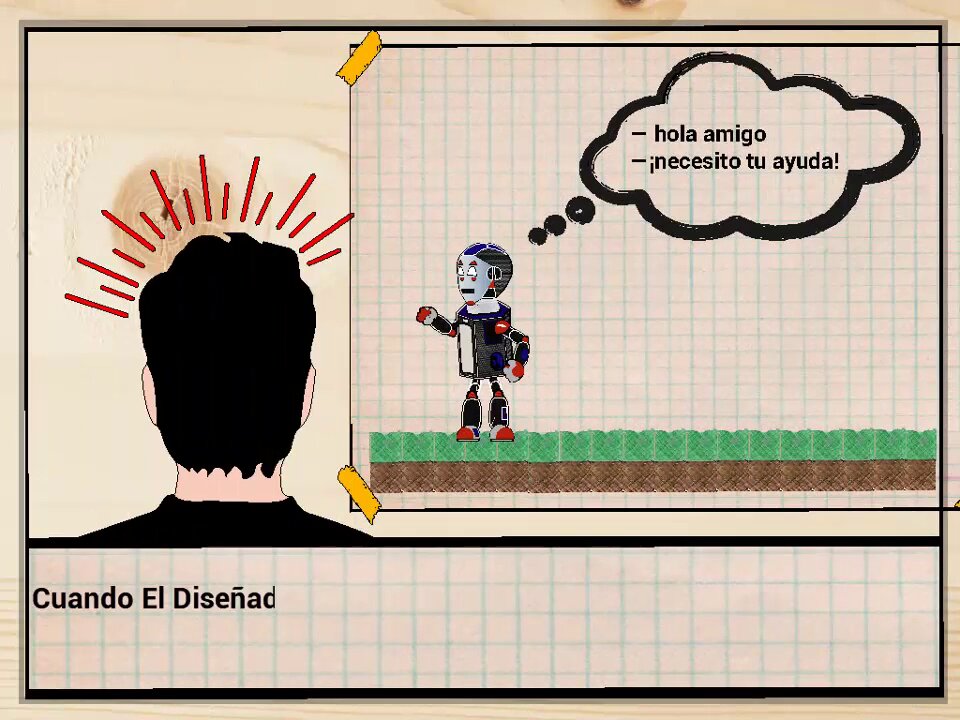 – hola amigo
–¡necesito tu ayuda!
Cuando El Diseñad